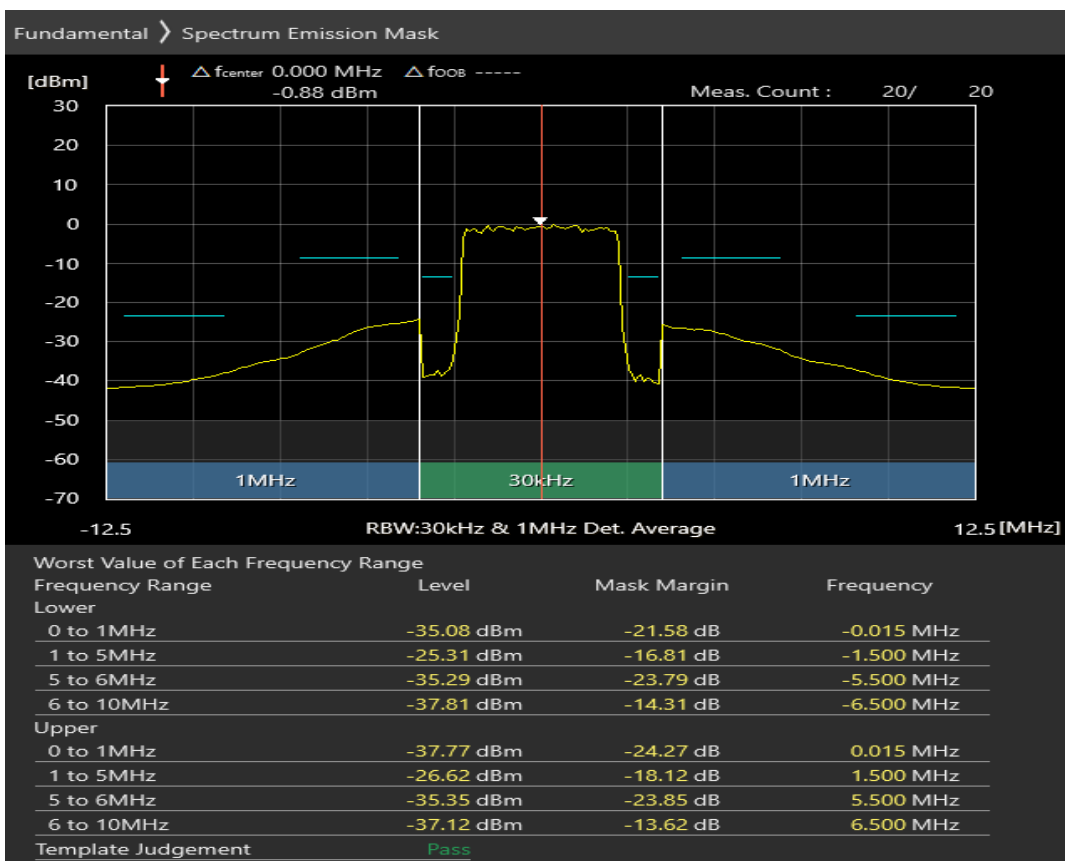 Fundamental ❯ Spectrum Emission Mask
[dBm] △ fcenter 0.000 MHz △ fOOB -----
-0.88 dBm Meas. Count : 20/ 20
30
20
10
0
-10
-20
-30
-40
-50
-60
1MHz 30kHz 1MHz
-70
-12.5 RBW:30kHz & 1MHz Det. Average 12.5 [MHz]
Worst Value of Each Frequency Range
Frequency Range Level Mask Margin Frequency
Lower
0 to 1MHz -35.08 dBm -21.58 dB -0.015 MHz
1 to 5MHz -25.31 dBm -16.81 dB -1.500 MHz
5 to 6MHz -35.29 dBm -23.79 dB -5.500 MHz
6 to 10MHz -37.81 dBm -14.31 dB -6.500 MHz
Upper
0 to 1MHz -37.77 dBm -24.27 dB 0.015 MHz
1 to 5MHz -26.62 dBm -18.12 dB 1.500 MHz
5 to 6MHz -35.35 dBm -23.85 dB 5.500 MHz
6 to 10MHz -37.12 dBm -13.62 dB 6.500 MHz
Template Judgement Pass